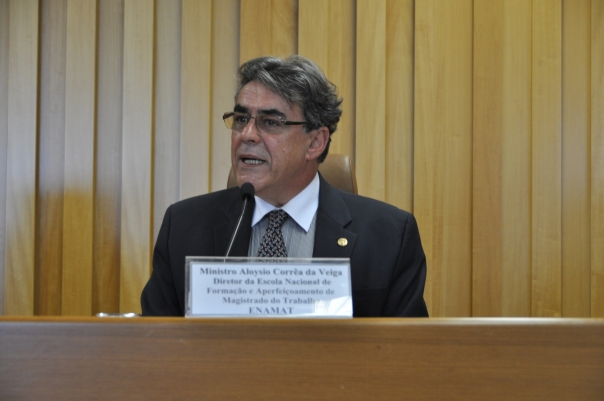 Ministro Aloysio Corrêa da Veiga
Diretor da Escola Nacional de
Formação e Aperfeiçoamento de
Magistrado do Trabalho
ENAMAT